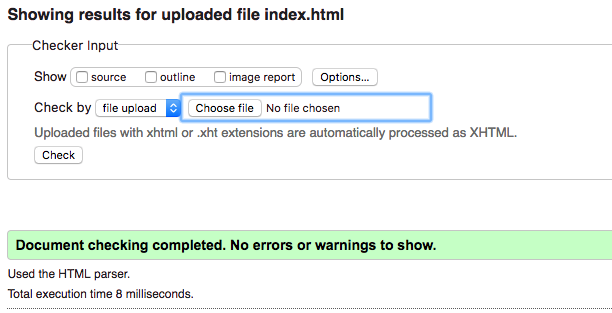 Showing results for uploaded file index.html
Checker Input
Show source outline image report Options...
Check by file upload Choose file No file chosen
Uploaded files with xhtml or .xht extensions are automatically processed as XHTML.
Check
Document checking completed. No errors or warnings to show.
Used the HTML parser.
Total execution time 8 milliseconds.